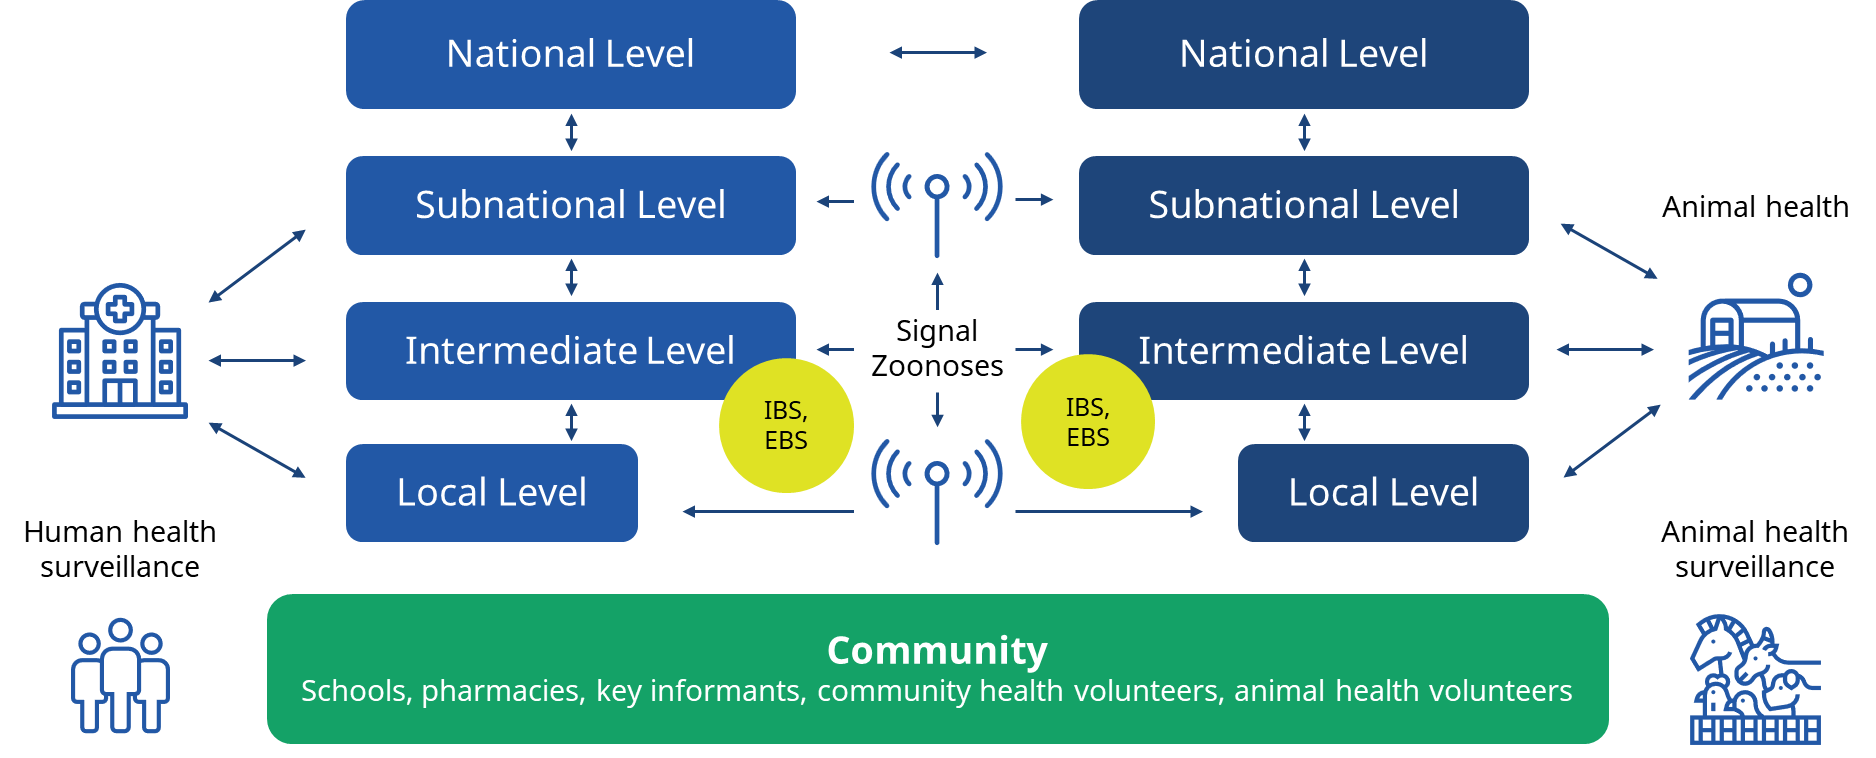 National Level
National Level
Subnational Level
Subnational Level
Animal health
Signal
Zoonoses
Intermediate Level
Intermediate Level
IBS,
EBS
IBS,
EBS
Local Level
Local Level
Human health
surveillance
Animal health
surveillance
Community
Schools, pharmacies, key informants, community health volunteers, animal health volunteers